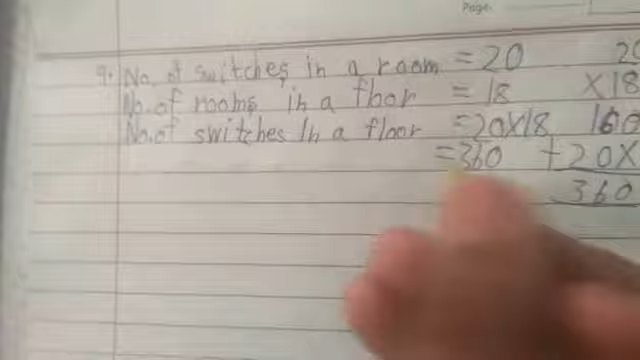 Page
9. No. of switches in a room = 20 20
No. of rooms in a floor = 18 X18
No. of switches in a floor = 20X18 160
= 360 +20X
360